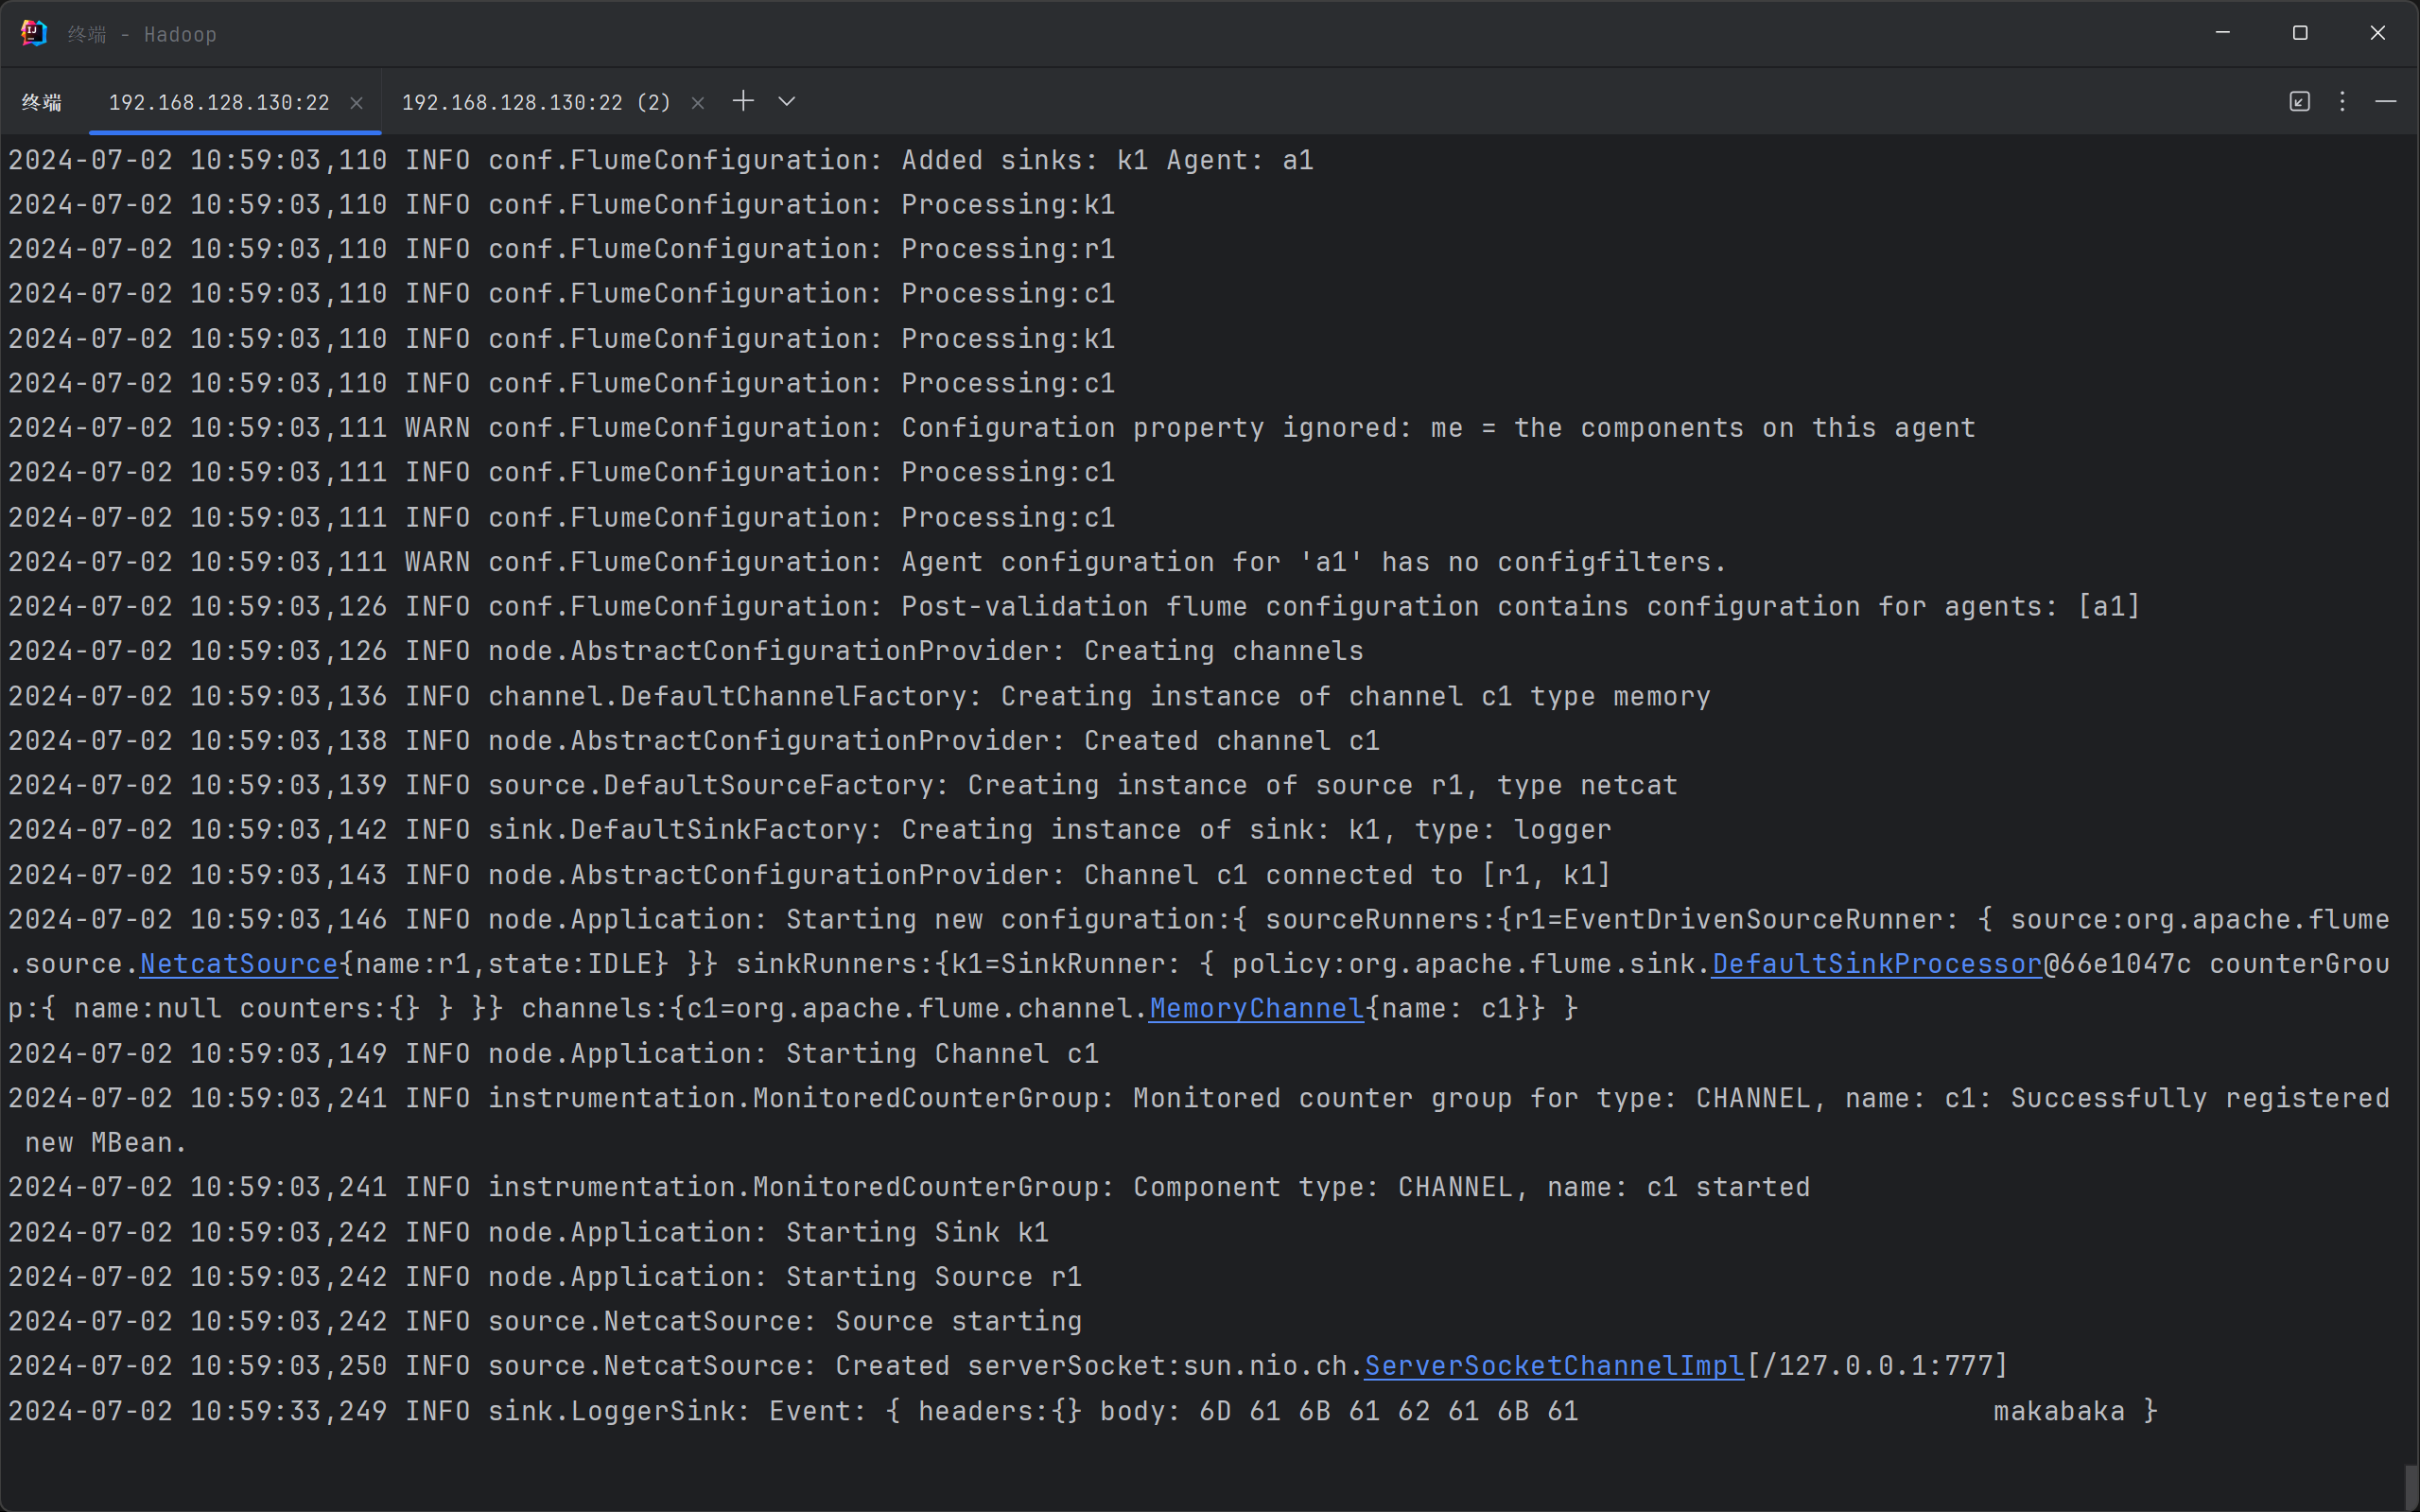 终端 - Hadoop
终端 192.168.128.130:22 192.168.128.130:22 (2)
2024-07-02 10:59:03,110 INFO conf.FlumeConfiguration: Added sinks: k1 Agent: a1
2024-07-02 10:59:03,110 INFO conf.FlumeConfiguration: Processing:k1
2024-07-02 10:59:03,110 INFO conf.FlumeConfiguration: Processing:r1
2024-07-02 10:59:03,110 INFO conf.FlumeConfiguration: Processing:c1
2024-07-02 10:59:03,110 INFO conf.FlumeConfiguration: Processing:k1
2024-07-02 10:59:03,110 INFO conf.FlumeConfiguration: Processing:c1
2024-07-02 10:59:03,111 WARN conf.FlumeConfiguration: Configuration property ignored: me = the components on this agent
2024-07-02 10:59:03,111 INFO conf.FlumeConfiguration: Processing:c1
2024-07-02 10:59:03,111 INFO conf.FlumeConfiguration: Processing:c1
2024-07-02 10:59:03,111 WARN conf.FlumeConfiguration: Agent configuration for 'a1' has no configfilters.
2024-07-02 10:59:03,126 INFO conf.FlumeConfiguration: Post-validation flume configuration contains configuration for agents: [a1]
2024-07-02 10:59:03,126 INFO node.AbstractConfigurationProvider: Creating channels
2024-07-02 10:59:03,136 INFO channel.DefaultChannelFactory: Creating instance of channel c1 type memory
2024-07-02 10:59:03,138 INFO node.AbstractConfigurationProvider: Created channel c1
2024-07-02 10:59:03,139 INFO source.DefaultSourceFactory: Creating instance of source r1, type netcat
2024-07-02 10:59:03,142 INFO sink.DefaultSinkFactory: Creating instance of sink: k1, type: logger
2024-07-02 10:59:03,143 INFO node.AbstractConfigurationProvider: Channel c1 connected to [r1, k1]
2024-07-02 10:59:03,146 INFO node.Application: Starting new configuration:{ sourceRunners:{r1=EventDrivenSourceRunner: { source:org.apache.flume
.source.NetcatSource{name:r1,state:IDLE} }} sinkRunners:{k1=SinkRunner: { policy:org.apache.flume.sink.DefaultSinkProcessor@66e1047c counterGrou
p:{ name:null counters:{} } }} channels:{c1=org.apache.flume.channel.MemoryChannel{name: c1}} }
2024-07-02 10:59:03,149 INFO node.Application: Starting Channel c1
2024-07-02 10:59:03,241 INFO instrumentation.MonitoredCounterGroup: Monitored counter group for type: CHANNEL, name: c1: Successfully registered
new MBean.
2024-07-02 10:59:03,241 INFO instrumentation.MonitoredCounterGroup: Component type: CHANNEL, name: c1 started
2024-07-02 10:59:03,242 INFO node.Application: Starting Sink k1
2024-07-02 10:59:03,242 INFO node.Application: Starting Source r1
2024-07-02 10:59:03,242 INFO source.NetcatSource: Source starting
2024-07-02 10:59:03,250 INFO source.NetcatSource: Created serverSocket:sun.nio.ch.ServerSocketChannelImpl[/127.0.0.1:777]
2024-07-02 10:59:33,249 INFO sink.LoggerSink: Event: { headers:{} body: 6D 61 6B 61 62 61 6B 61 makabaka }